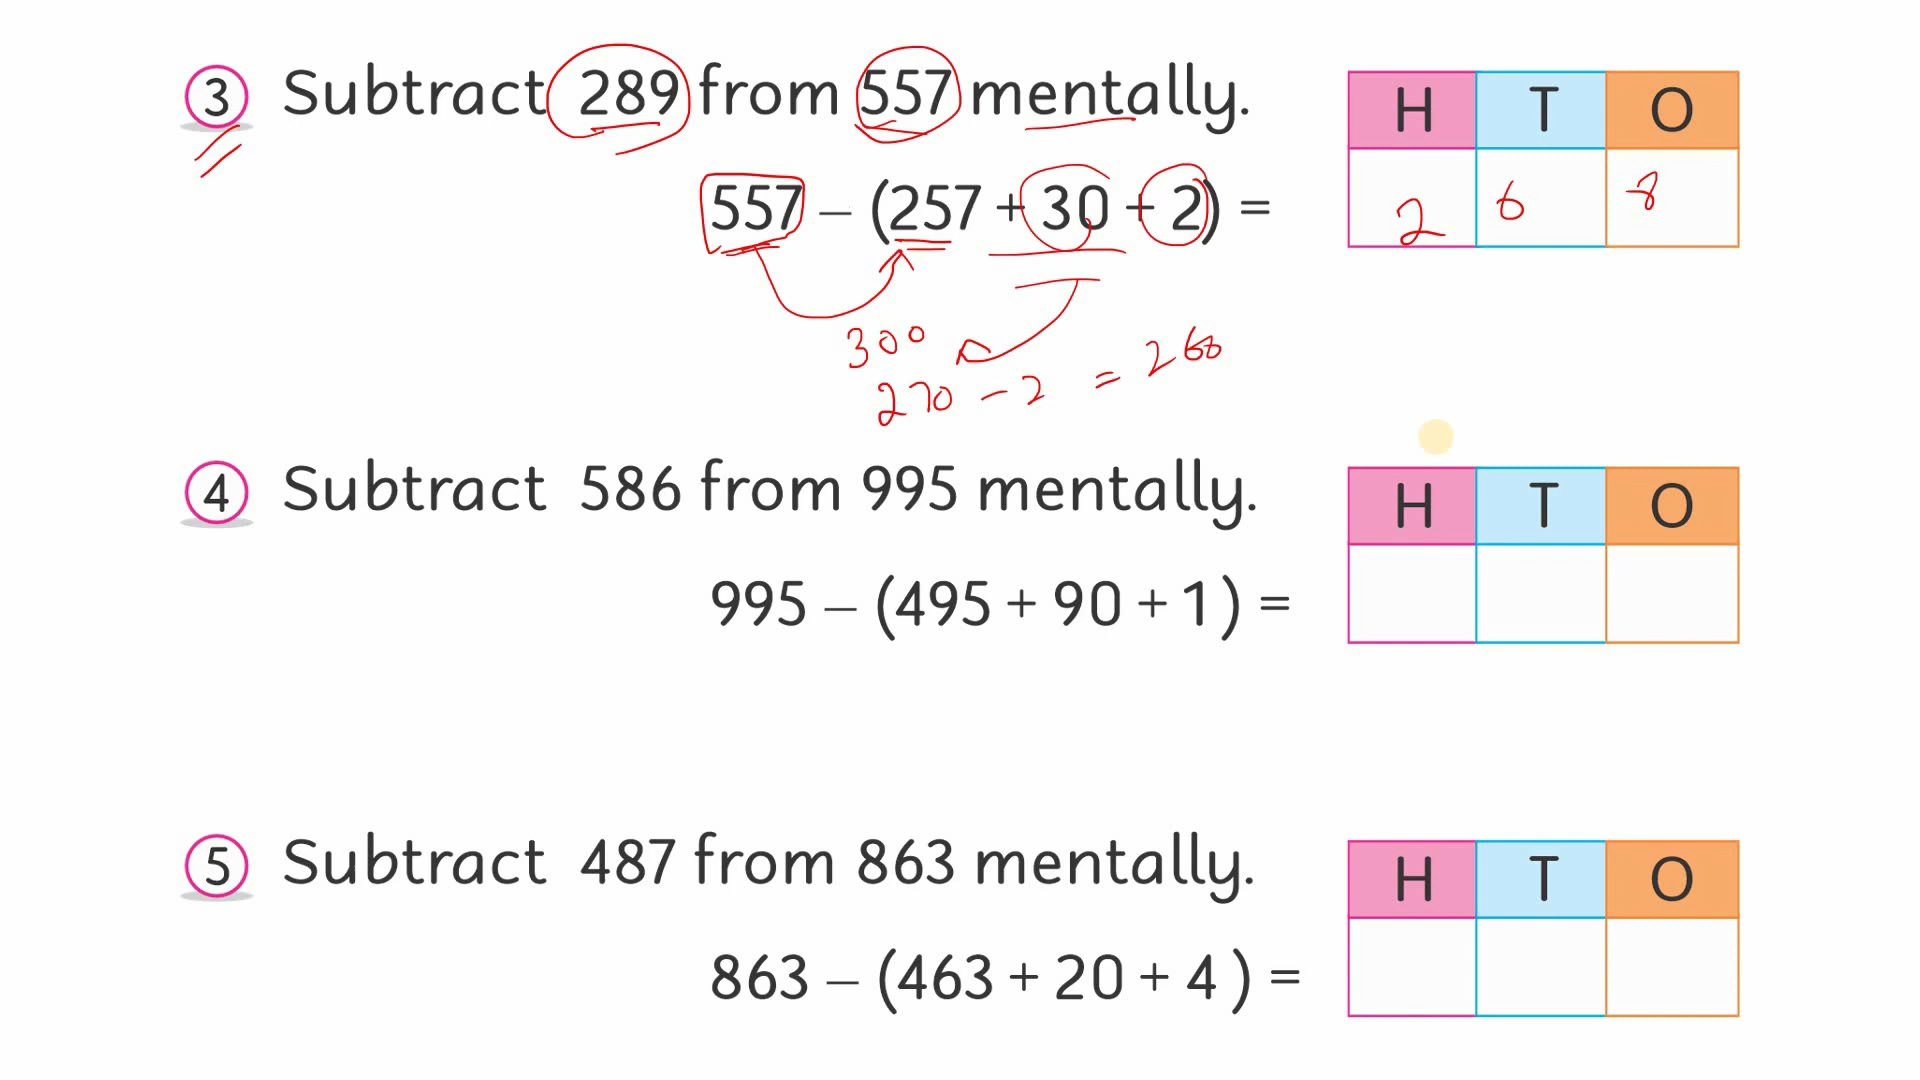 3 Subtract 289 from 557 mentally.
H T O
557 – (257 + 30 + 2) =
2 6 8
300
270 - 2 = 268
4 Subtract 586 from 995 mentally.
H T O
995 – (495 + 90 + 1) =
5 Subtract 487 from 863 mentally.
H T O
863 – (463 + 20 + 4) =